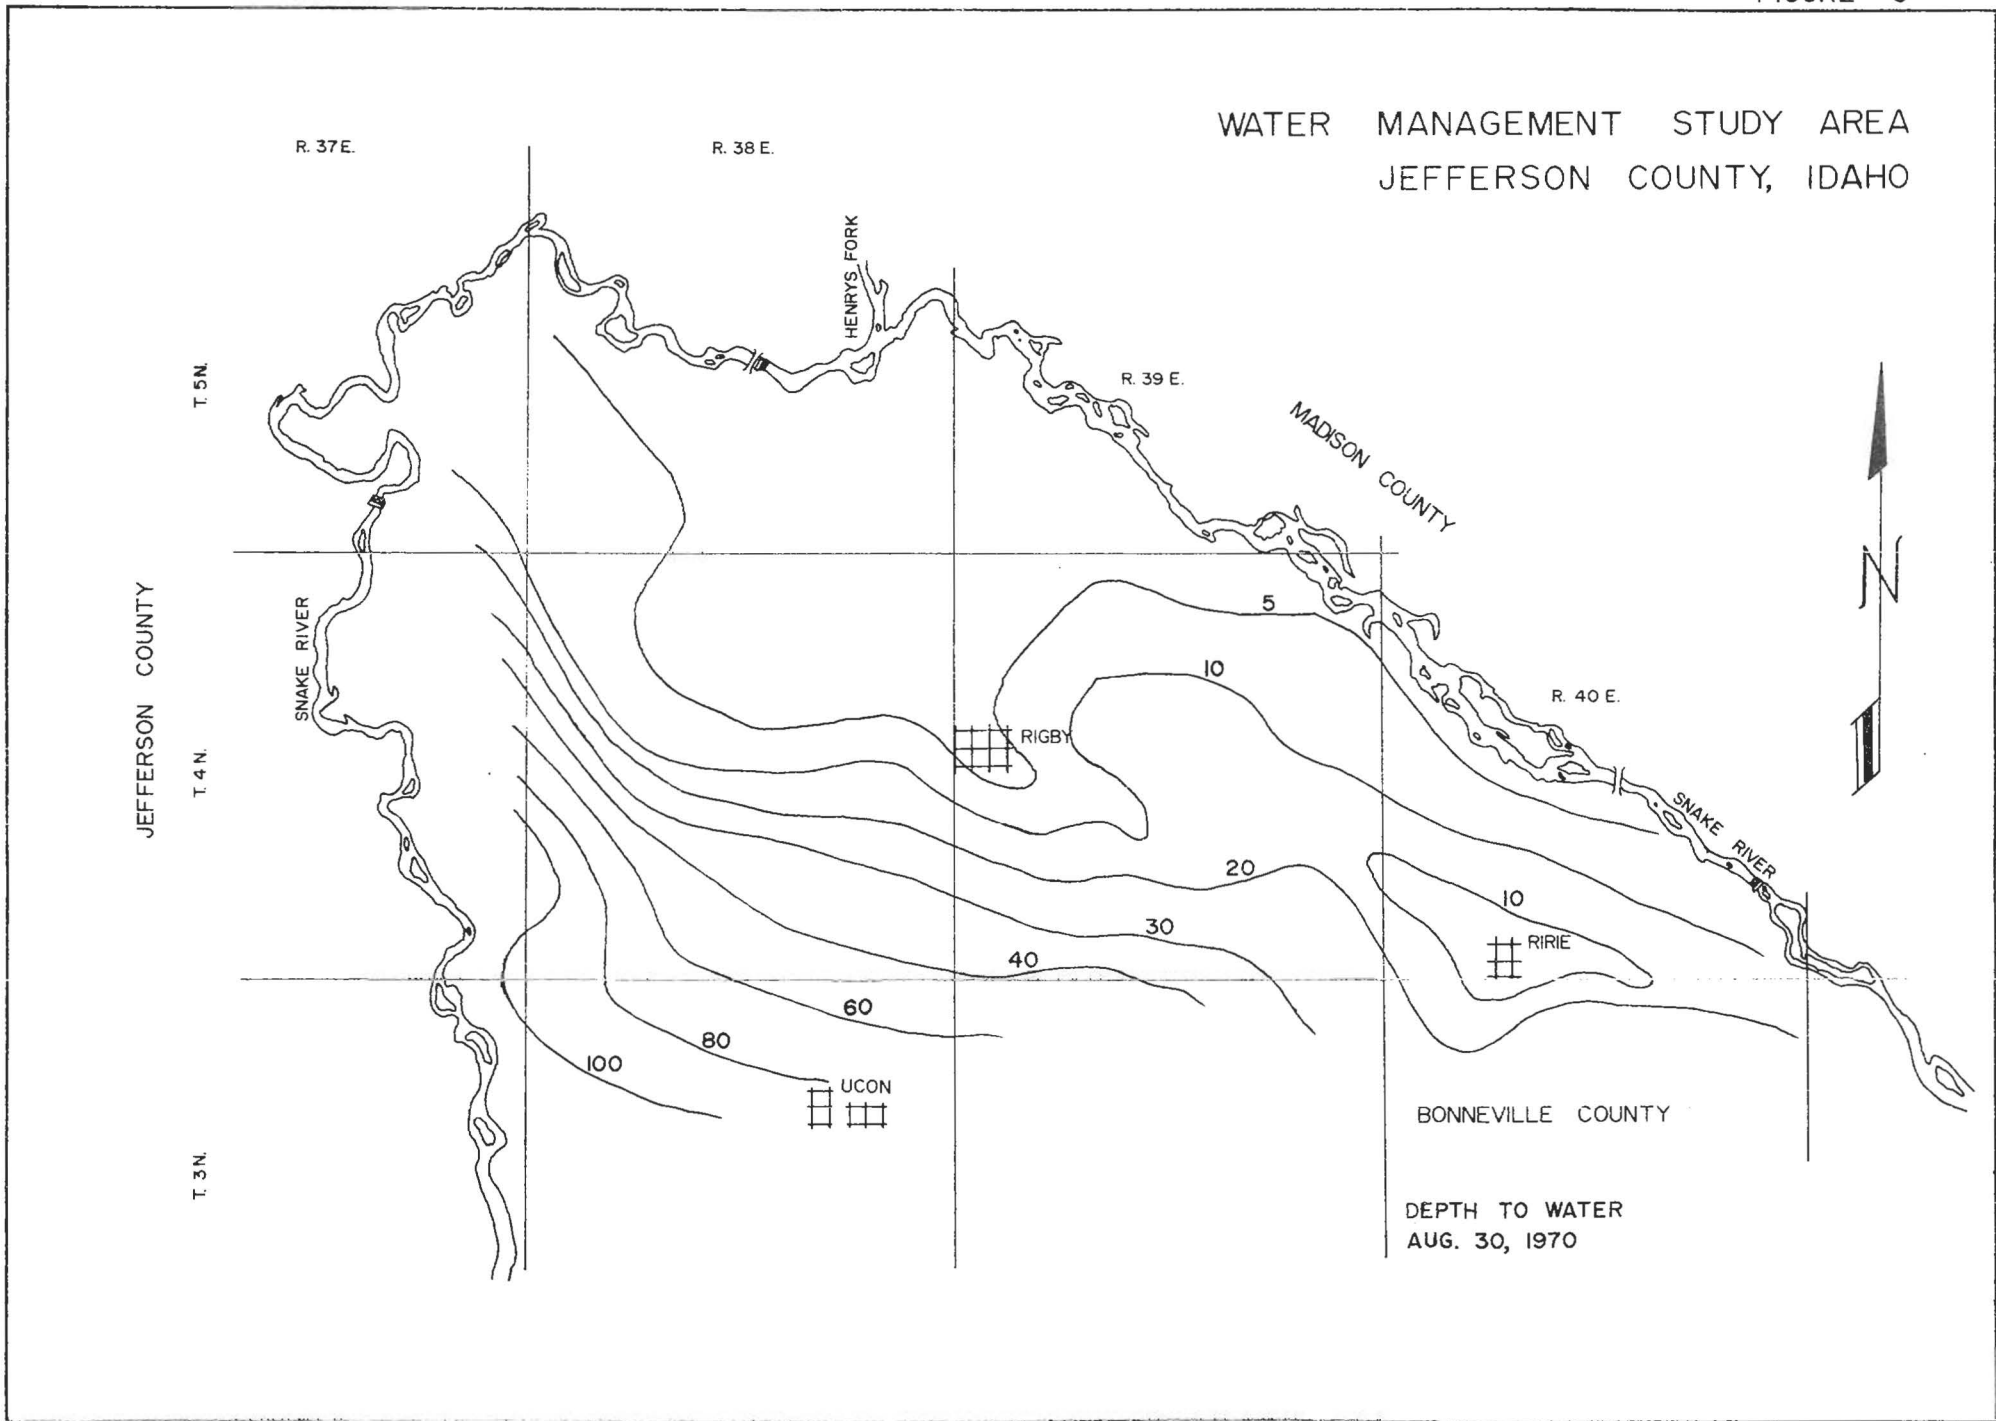 WATER MANAGEMENT STUDY AREA
JEFFERSON COUNTY, IDAHO
R. 37 E.
R. 38 E.
HENRYS FORK
T. 5 N.
R. 39 E.
MADISON COUNTY
N
JEFFERSON COUNTY
SNAKE RIVER
5
10
R. 40 E.
RIGBY
T. 4 N.
SNAKE RIVER
20
10
30
RIRIE
40
60
80
100
UCON
BONNEVILLE COUNTY
T. 3 N.
DEPTH TO WATER
AUG. 30, 1970